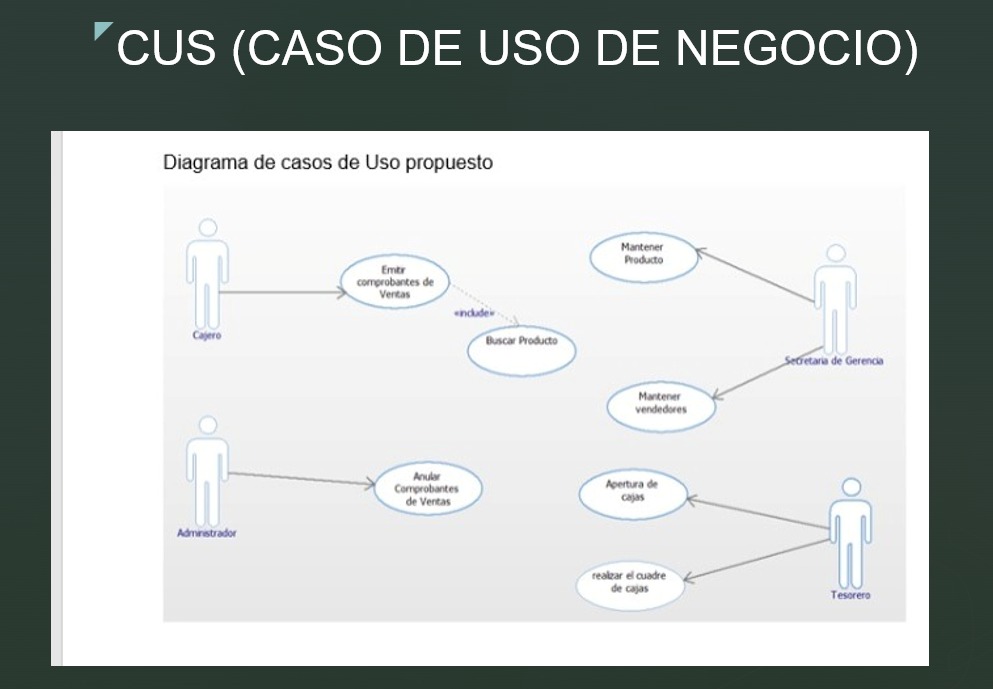 CUS (CASO DE USO DE NEGOCIO)
Diagrama de casos de Uso propuesto
Cajero
Emitir
comprobantes de
Ventas
«include»
Buscar Producto
Mantener
Producto
Secretaria de Gerencia
Mantener
vendedores
Administrador
Anular
Comprobantes
de Ventas
Apertura de
cajas
realizar el cuadre
de cajas
Tesorero